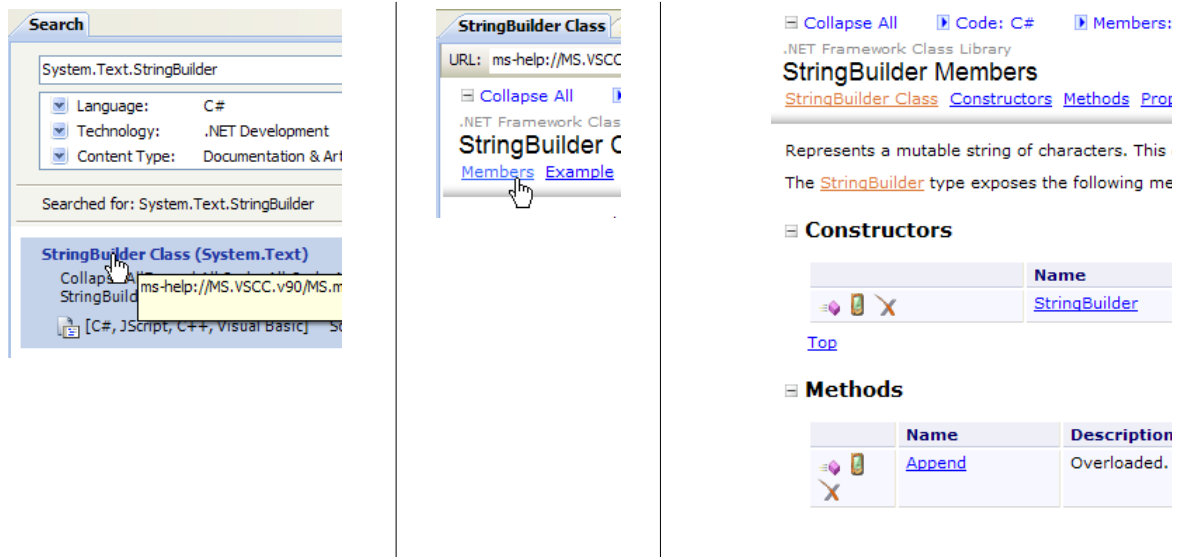 Search
System.Text.StringBuilder
Language: C#
Technology: .NET Development
Content Type: Documentation & Art
Searched for: System.Text.StringBuilder
StringBuilder Class (System.Text)
Collaps
StringBuild
ms-help://MS.VSCC.v90/MS.m
[C#, JScript, C++, Visual Basic]
StringBuilder Class
URL: ms-help://MS.VSCC
Collapse All
.NET Framework Clas
StringBuilder C
Members Example
Collapse All Code: C# Members:
.NET Framework Class Library
StringBuilder Members
StringBuilder Class Constructors Methods Prop
Represents a mutable string of characters. This
The StringBuilder type exposes the following me
Constructors
Name
StringBuilder
Top
Methods
Name Description
Append Overloaded.